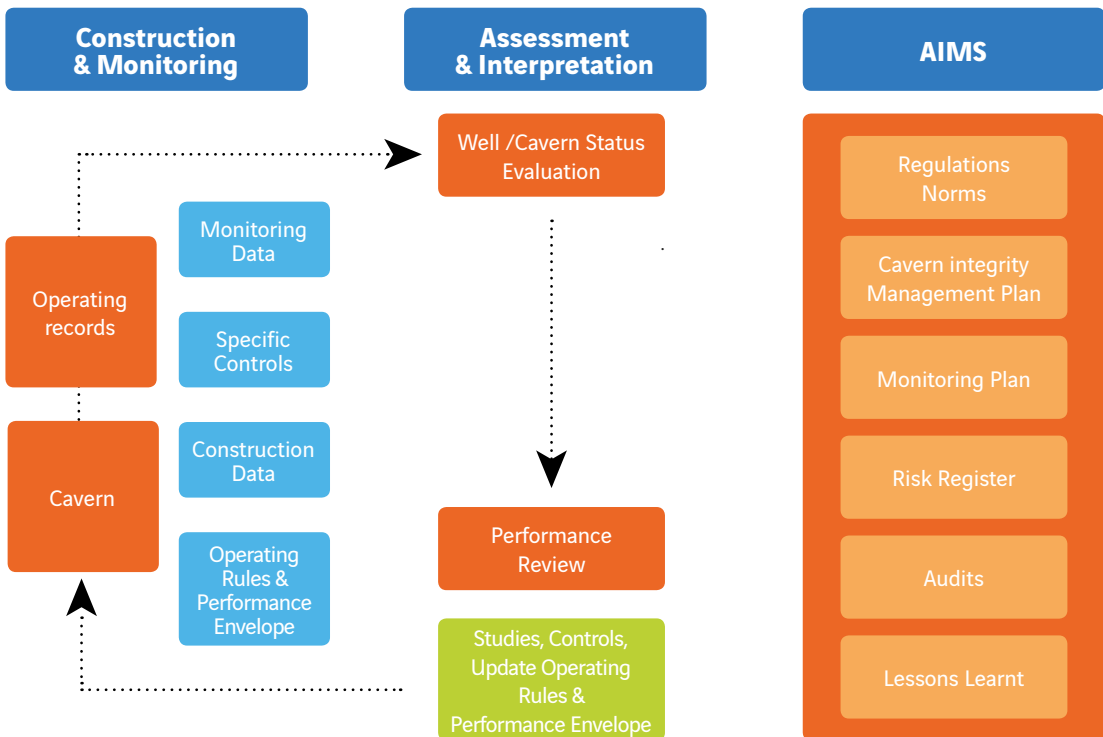 Construction
& Monitoring
Assessment
& Interpretation
AIMS
Well /Cavern Status
Evaluation
Monitoring
Data
Operating
records
Specific
Controls
Construction
Data
Cavern
Operating
Rules &
Performance
Envelope
Performance
Review
Studies, Controls,
Update Operating
Rules &
Performance Envelope
Regulations
Norms
Cavern integrity
Management Plan
Monitoring Plan
Risk Register
Audits
Lessons Learnt